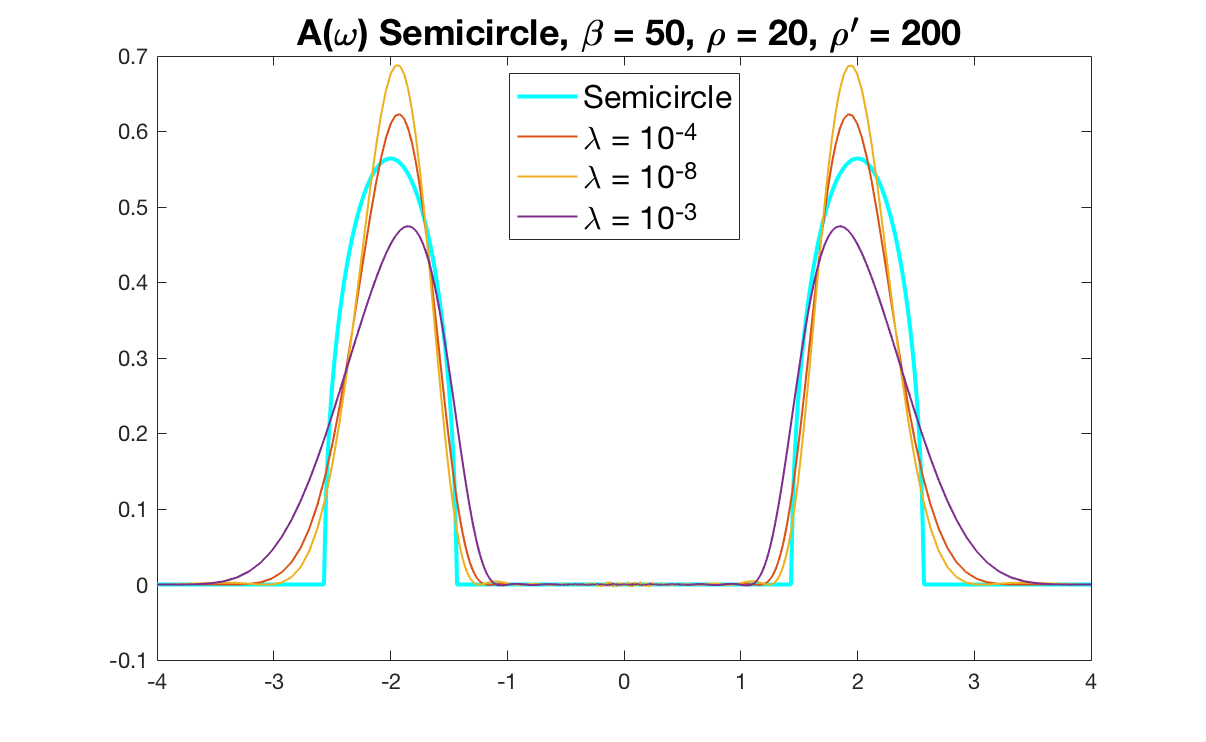 A(ω) Semicircle, β = 50, ρ = 20, ρ′ = 200
0.7
0.6
0.5
0.4
0.3
0.2
0.1
0
-0.1
Semicircle
λ = 10⁻⁴
λ = 10⁻⁸
λ = 10⁻³
-4 -3 -2 -1 0 1 2 3 4